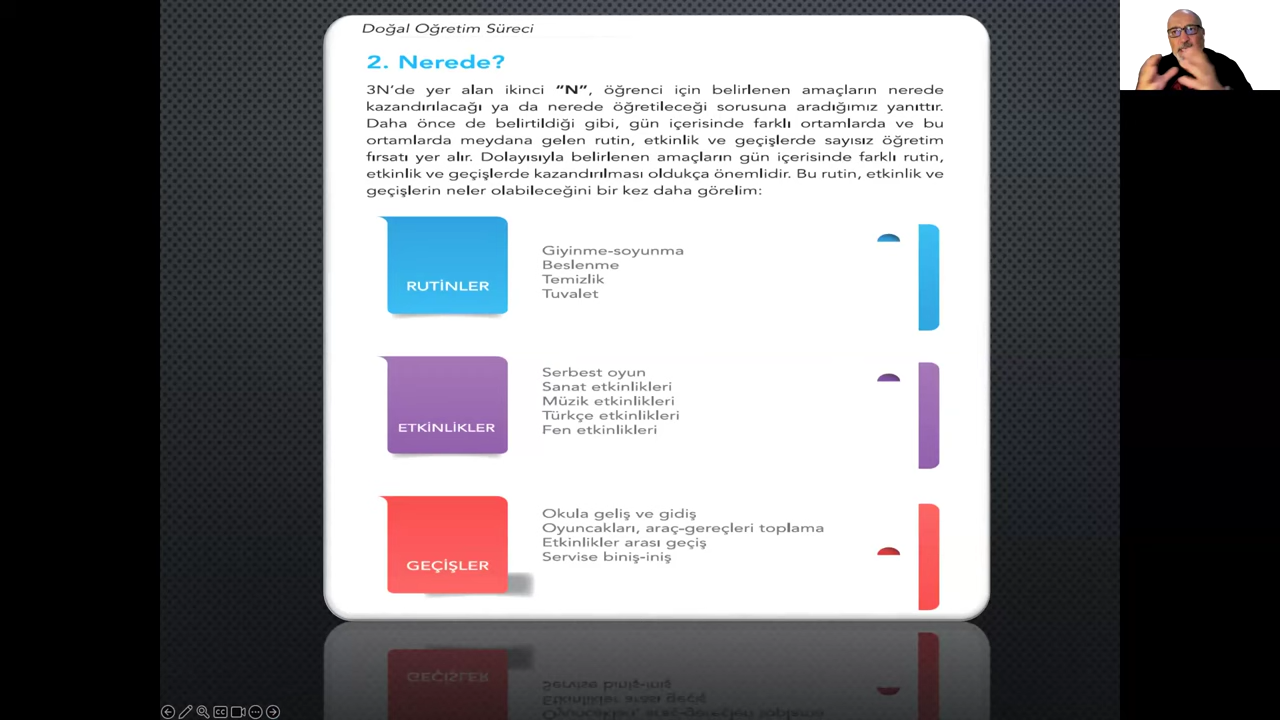 Doğal Oğretim Süreci
2. Nerede?
3N’de yer alan ikinci “N”, öğrenci için belirlenen amaçların nerede
kazandırılacağı ya da nerede öğretileceği sorusuna aradığımız yanıttır.
Daha önce de belirtildiği gibi, gün içerisinde farklı ortamlarda ve bu
ortamlarda meydana gelen rutin, etkinlik ve geçişlerde sayısız öğretim
fırsatı yer alır. Dolayısıyla belirlenen amaçların gün içerisinde farklı rutin,
etkinlik ve geçişlerde kazandırılması oldukça önemlidir. Bu rutin, etkinlik ve
geçişlerin neler olabileceğini bir kez daha görelim:
RUTİNLER
Giyinme-soyunma
Beslenme
Temizlik
Tuvalet
ETKİNLİKLER
Serbest oyun
Sanat etkinlikleri
Müzik etkinlikleri
Türkçe etkinlikleri
Fen etkinlikleri
GEÇİŞLER
Okula geliş ve gidiş
Oyuncakları, araç-gereçleri toplama
Etkinlikler arası geçiş
Servise biniş-iniş